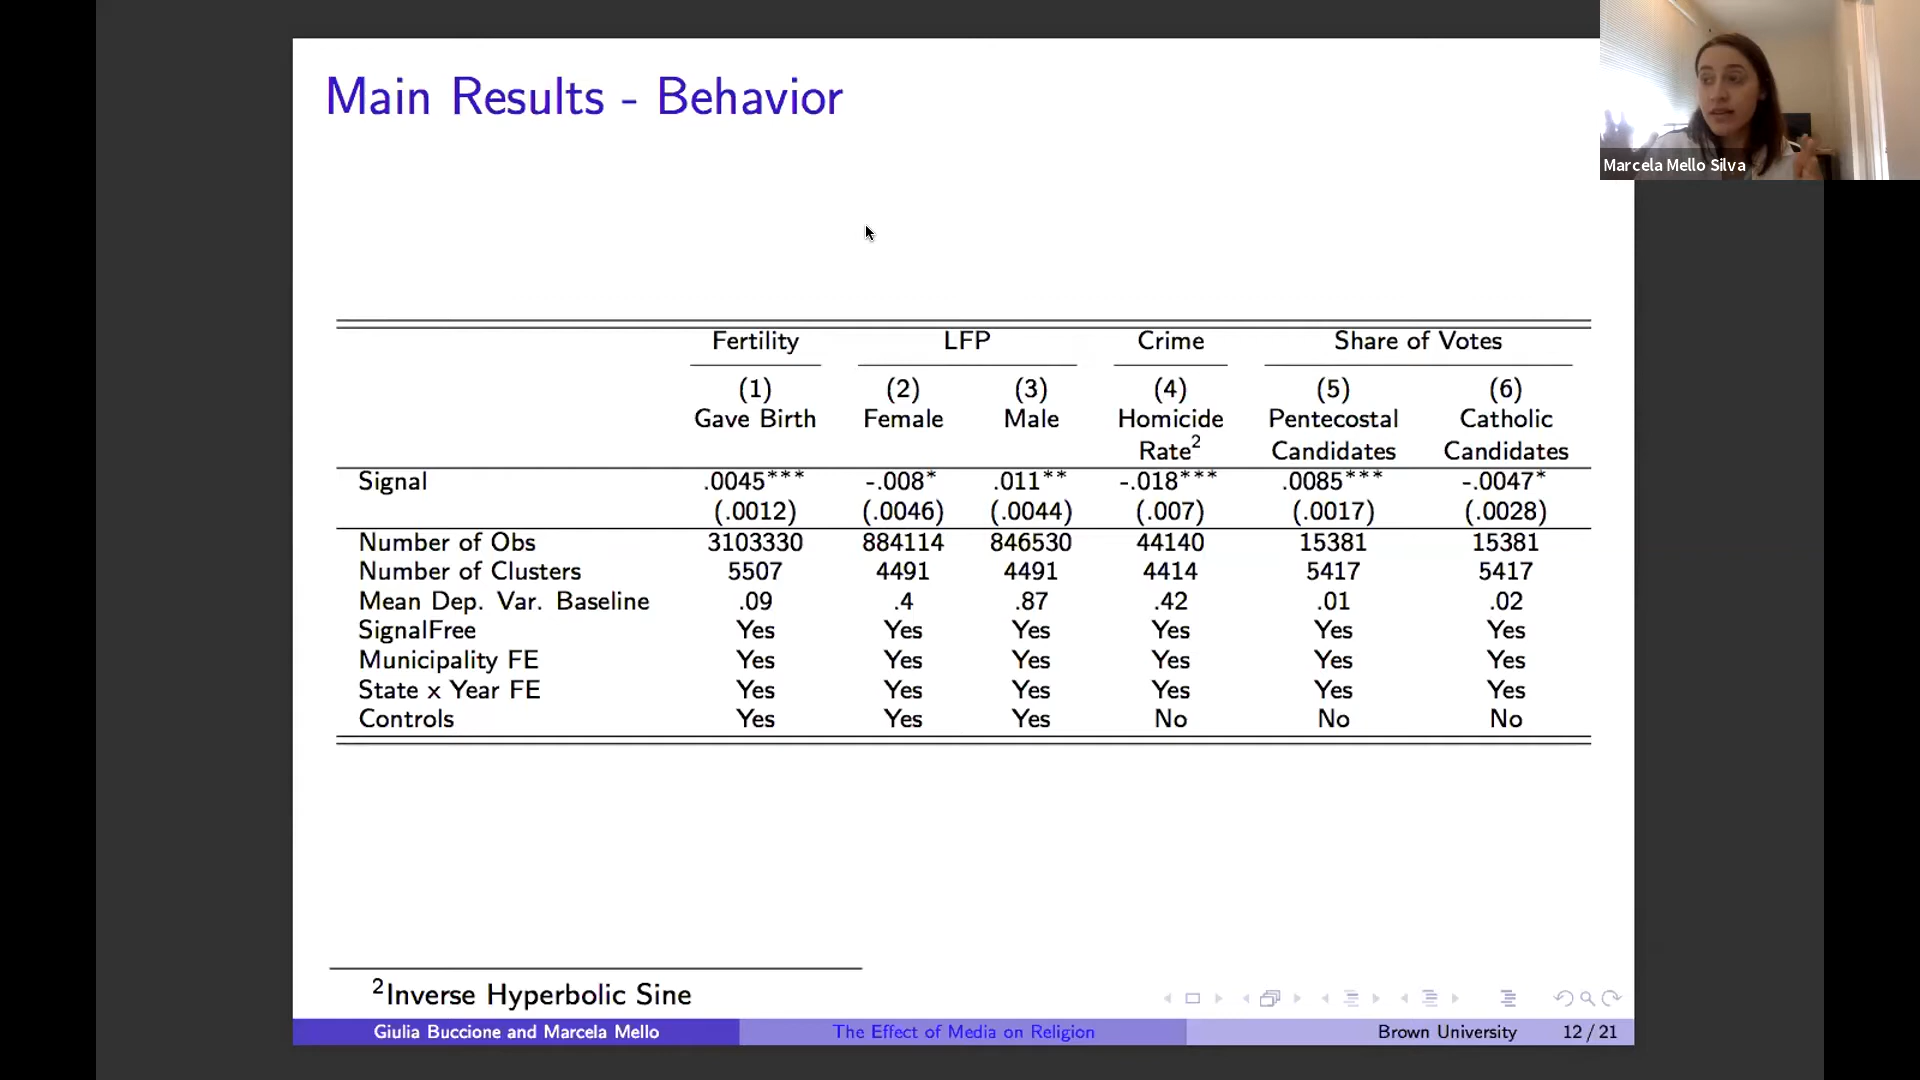 Main Results - Behavior
Marcela Mello Silva
Fertility LFP Crime Share of Votes
(1) (2) (3) (4) (5) (6)
Gave Birth Female Male Homicide Pentecostal Catholic
Rate2 Candidates Candidates
Signal .0045*** -.008* .011** -.018*** .0085*** -.0047*
(.0012) (.0046) (.0044) (.007) (.0017) (.0028)
Number of Obs 3103330 884114 846530 44140 15381 15381
Number of Clusters 5507 4491 4491 4414 5417 5417
Mean Dep. Var. Baseline .09 .4 .87 .42 .01 .02
SignalFree Yes Yes Yes Yes Yes Yes
Municipality FE Yes Yes Yes Yes Yes Yes
State x Year FE Yes Yes Yes Yes Yes Yes
Controls Yes Yes Yes No No No
2Inverse Hyperbolic Sine
Giulia Buccione and Marcela Mello The Effect of Media on Religion Brown University 12 / 21